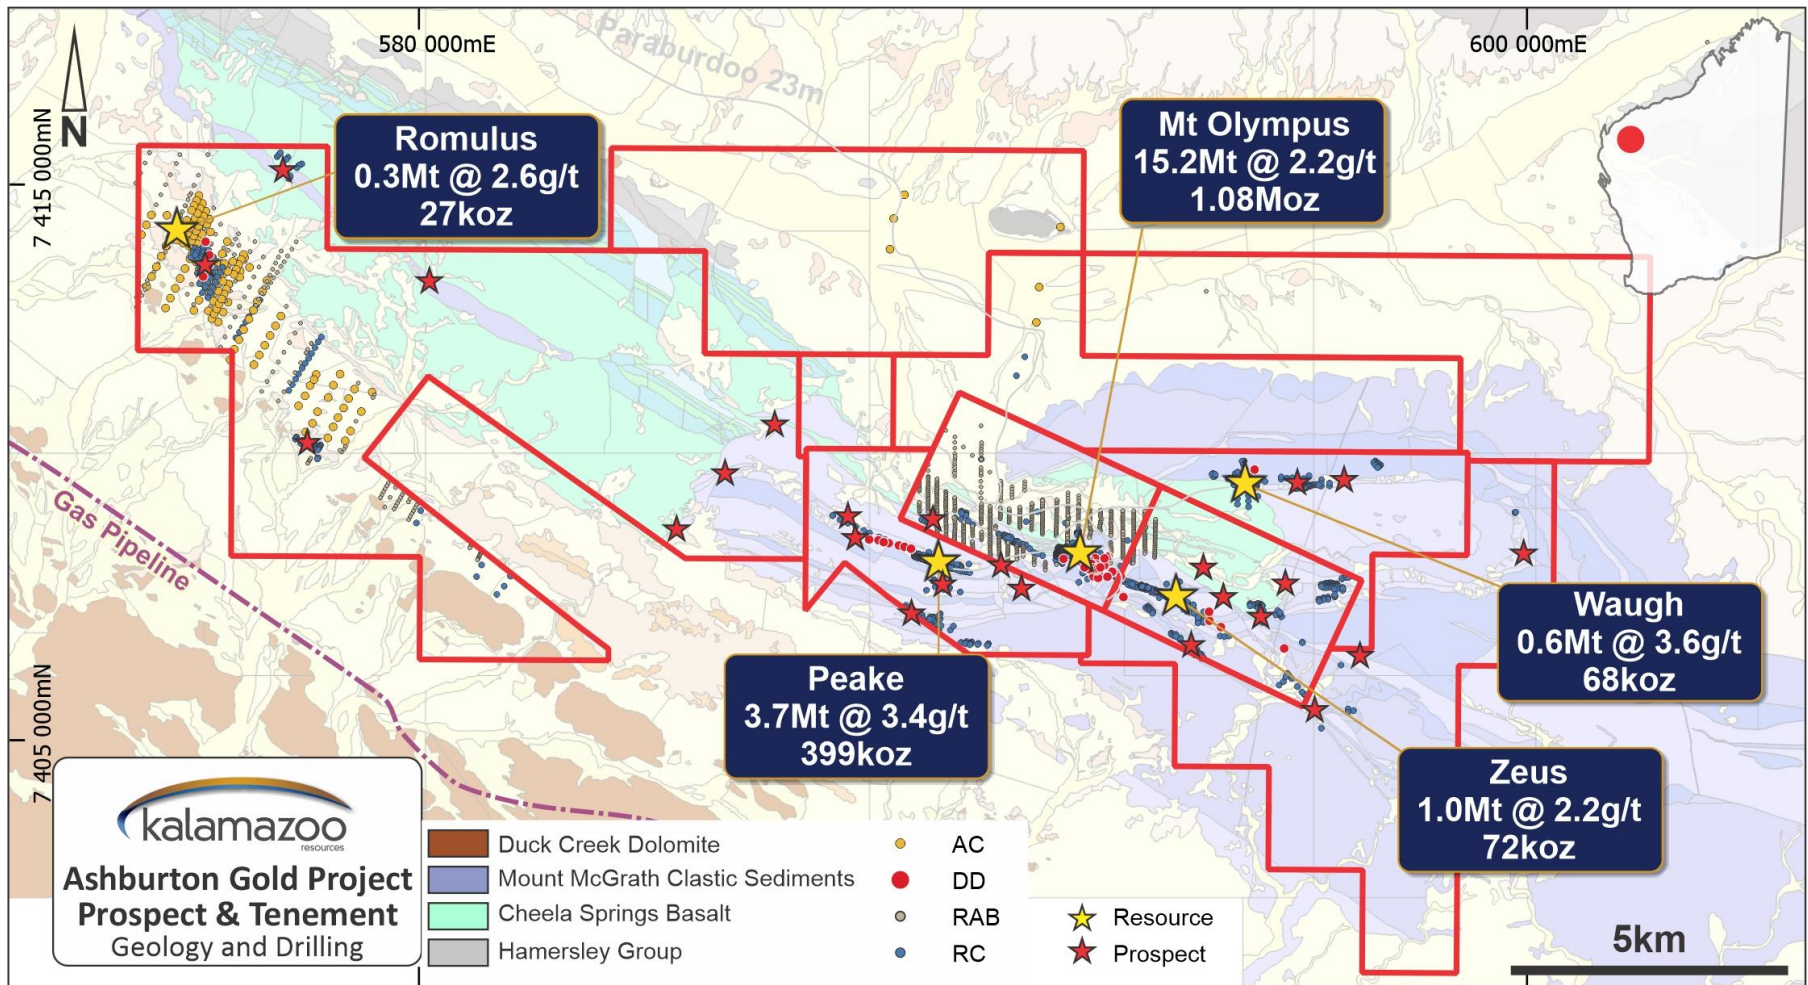 580 000mE
600 000mE
Paraburdoo 23m
N
7 415 000mN
Romulus
0.3Mt @ 2.6g/t
27koz
Mt Olympus
15.2Mt @ 2.2g/t
1.08Moz
Gas Pipeline
Waugh
0.6Mt @ 3.6g/t
68koz
Peake
3.7Mt @ 3.4g/t
399koz
Zeus
1.0Mt @ 2.2g/t
72koz
7 405 000mN
kalamazoo
resources
Ashburton Gold Project
Prospect & Tenement
Geology and Drilling
Duck Creek Dolomite
Mount McGrath Clastic Sediments
Cheela Springs Basalt
Hamersley Group
AC
DD
RAB
RC
Resource
Prospect
5km